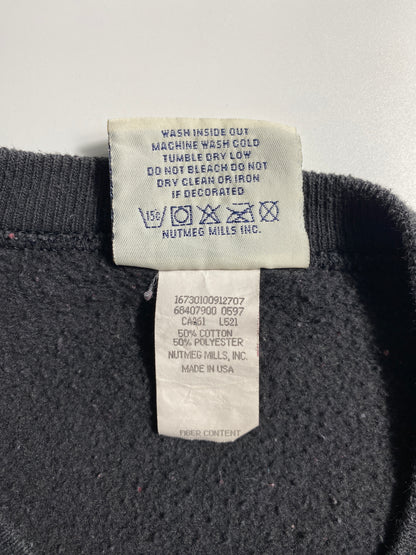 WASH INSIDE OUT
MACHINE WASH COLD
TUMBLE DRY LOW
DO NOT BLEACH DO NOT
DRY CLEAN OR IRON
IF DECORATED
15c
NUTMEG MILLS INC.
16730100912707
68407900 0597
CA261 L521
50% COTTON
50% POLYESTER
NUTMEG MILLS, INC.
MADE IN USA
FIBER CONTENT